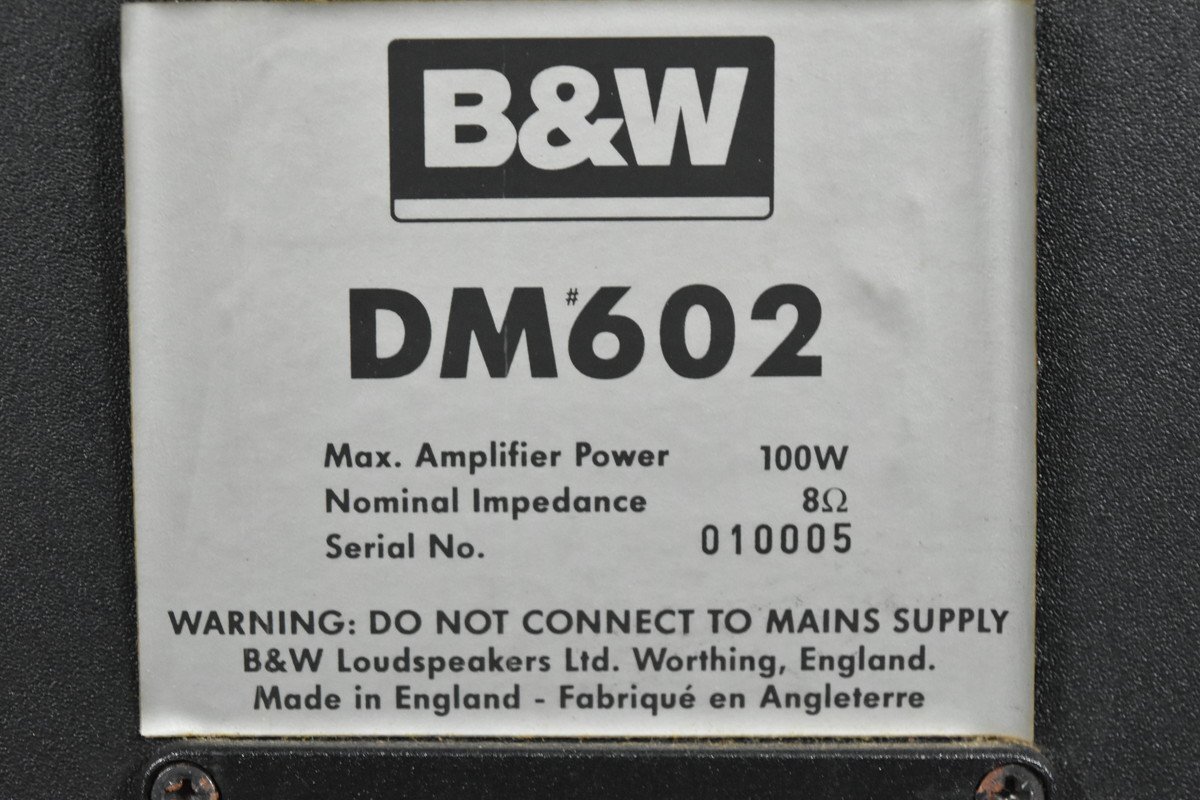 B&W
DM#602
Max. Amplifier Power 100W
Nominal Impedance 8Ω
Serial No. 010005
WARNING: DO NOT CONNECT TO MAINS SUPPLY
B&W Loudspeakers Ltd. Worthing, England.
Made in England - Fabriqué en Angleterre